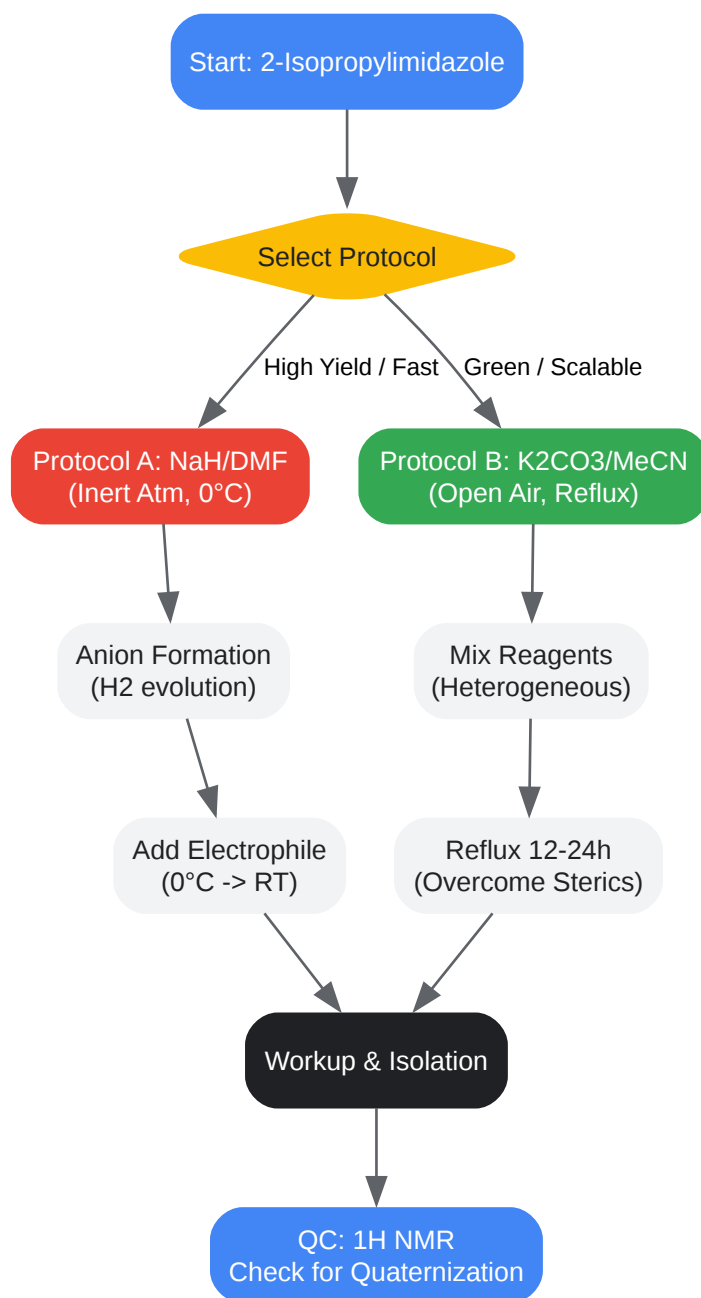 Start: 2-Isopropylimidazole
Select Protocol
High Yield / Fast
Green / Scalable
Protocol A: NaH/DMF
(Inert Atm, 0°C)
Protocol B: K2CO3/MeCN
(Open Air, Reflux)
Anion Formation
(H2 evolution)
Mix Reagents
(Heterogeneous)
Add Electrophile
(0°C -> RT)
Reflux 12-24h
(Overcome Sterics)
Workup & Isolation
QC: 1H NMR
Check for Quaternization